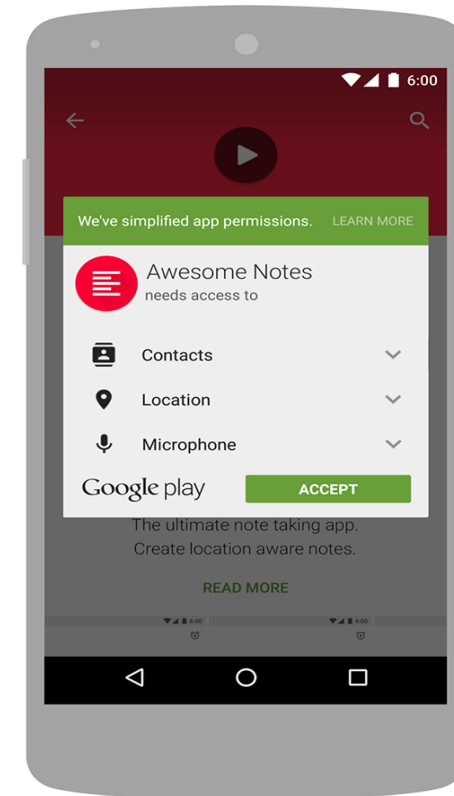 6:00
We've simplified app permissions. LEARN MORE
Awesome Notes
needs access to
Contacts
Location
Microphone
Google play ACCEPT
The ultimate note taking app.
Create location aware notes.
READ MORE
6:00 6:00